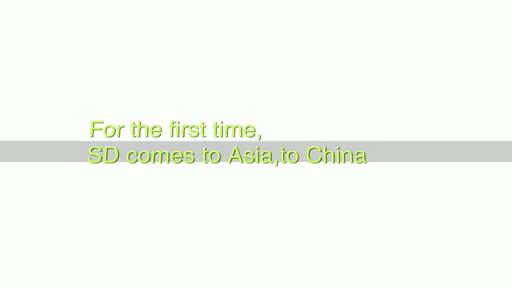 For the first time,
SD comes to Asia,to China